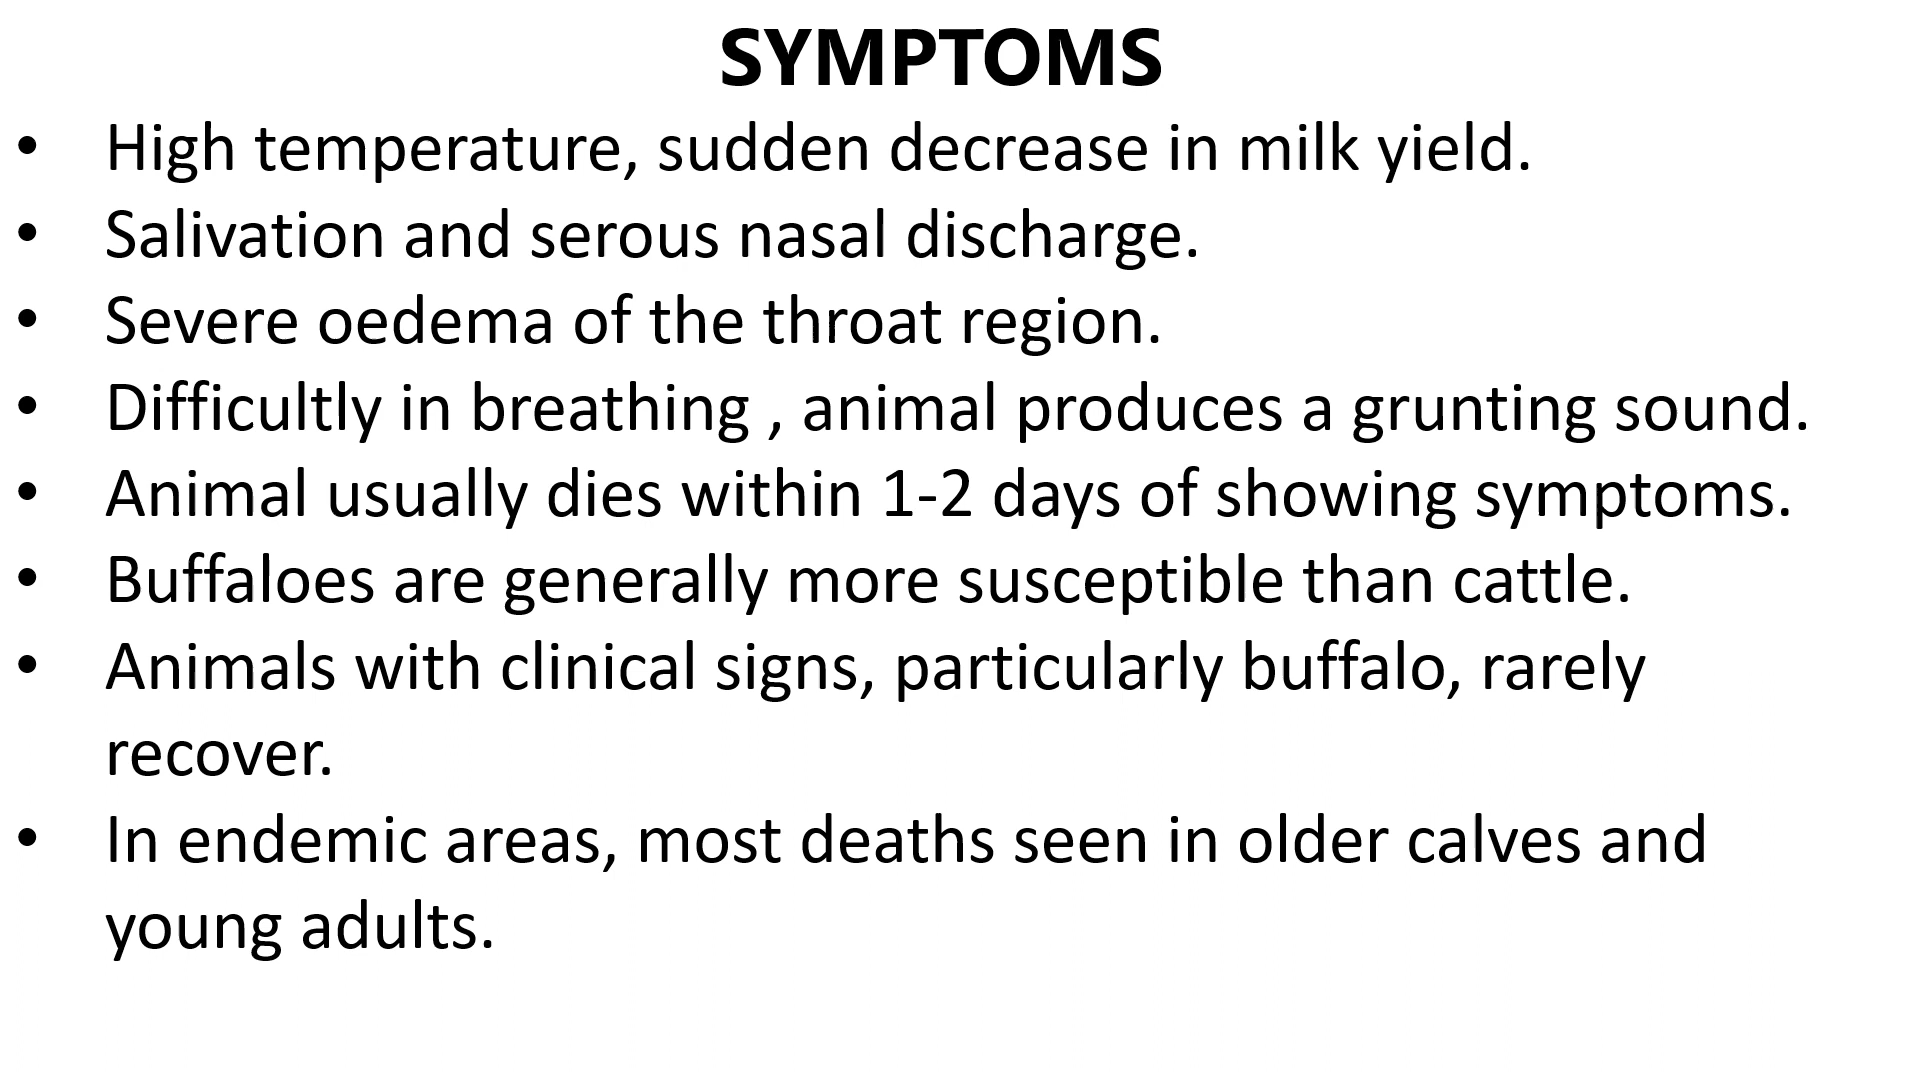 SYMPTOMS
• High temperature, sudden decrease in milk yield.
• Salivation and serous nasal discharge.
• Severe oedema of the throat region.
• Difficultly in breathing , animal produces a grunting sound.
• Animal usually dies within 1-2 days of showing symptoms.
• Buffaloes are generally more susceptible than cattle.
• Animals with clinical signs, particularly buffalo, rarely
recover.
• In endemic areas, most deaths seen in older calves and
young adults.